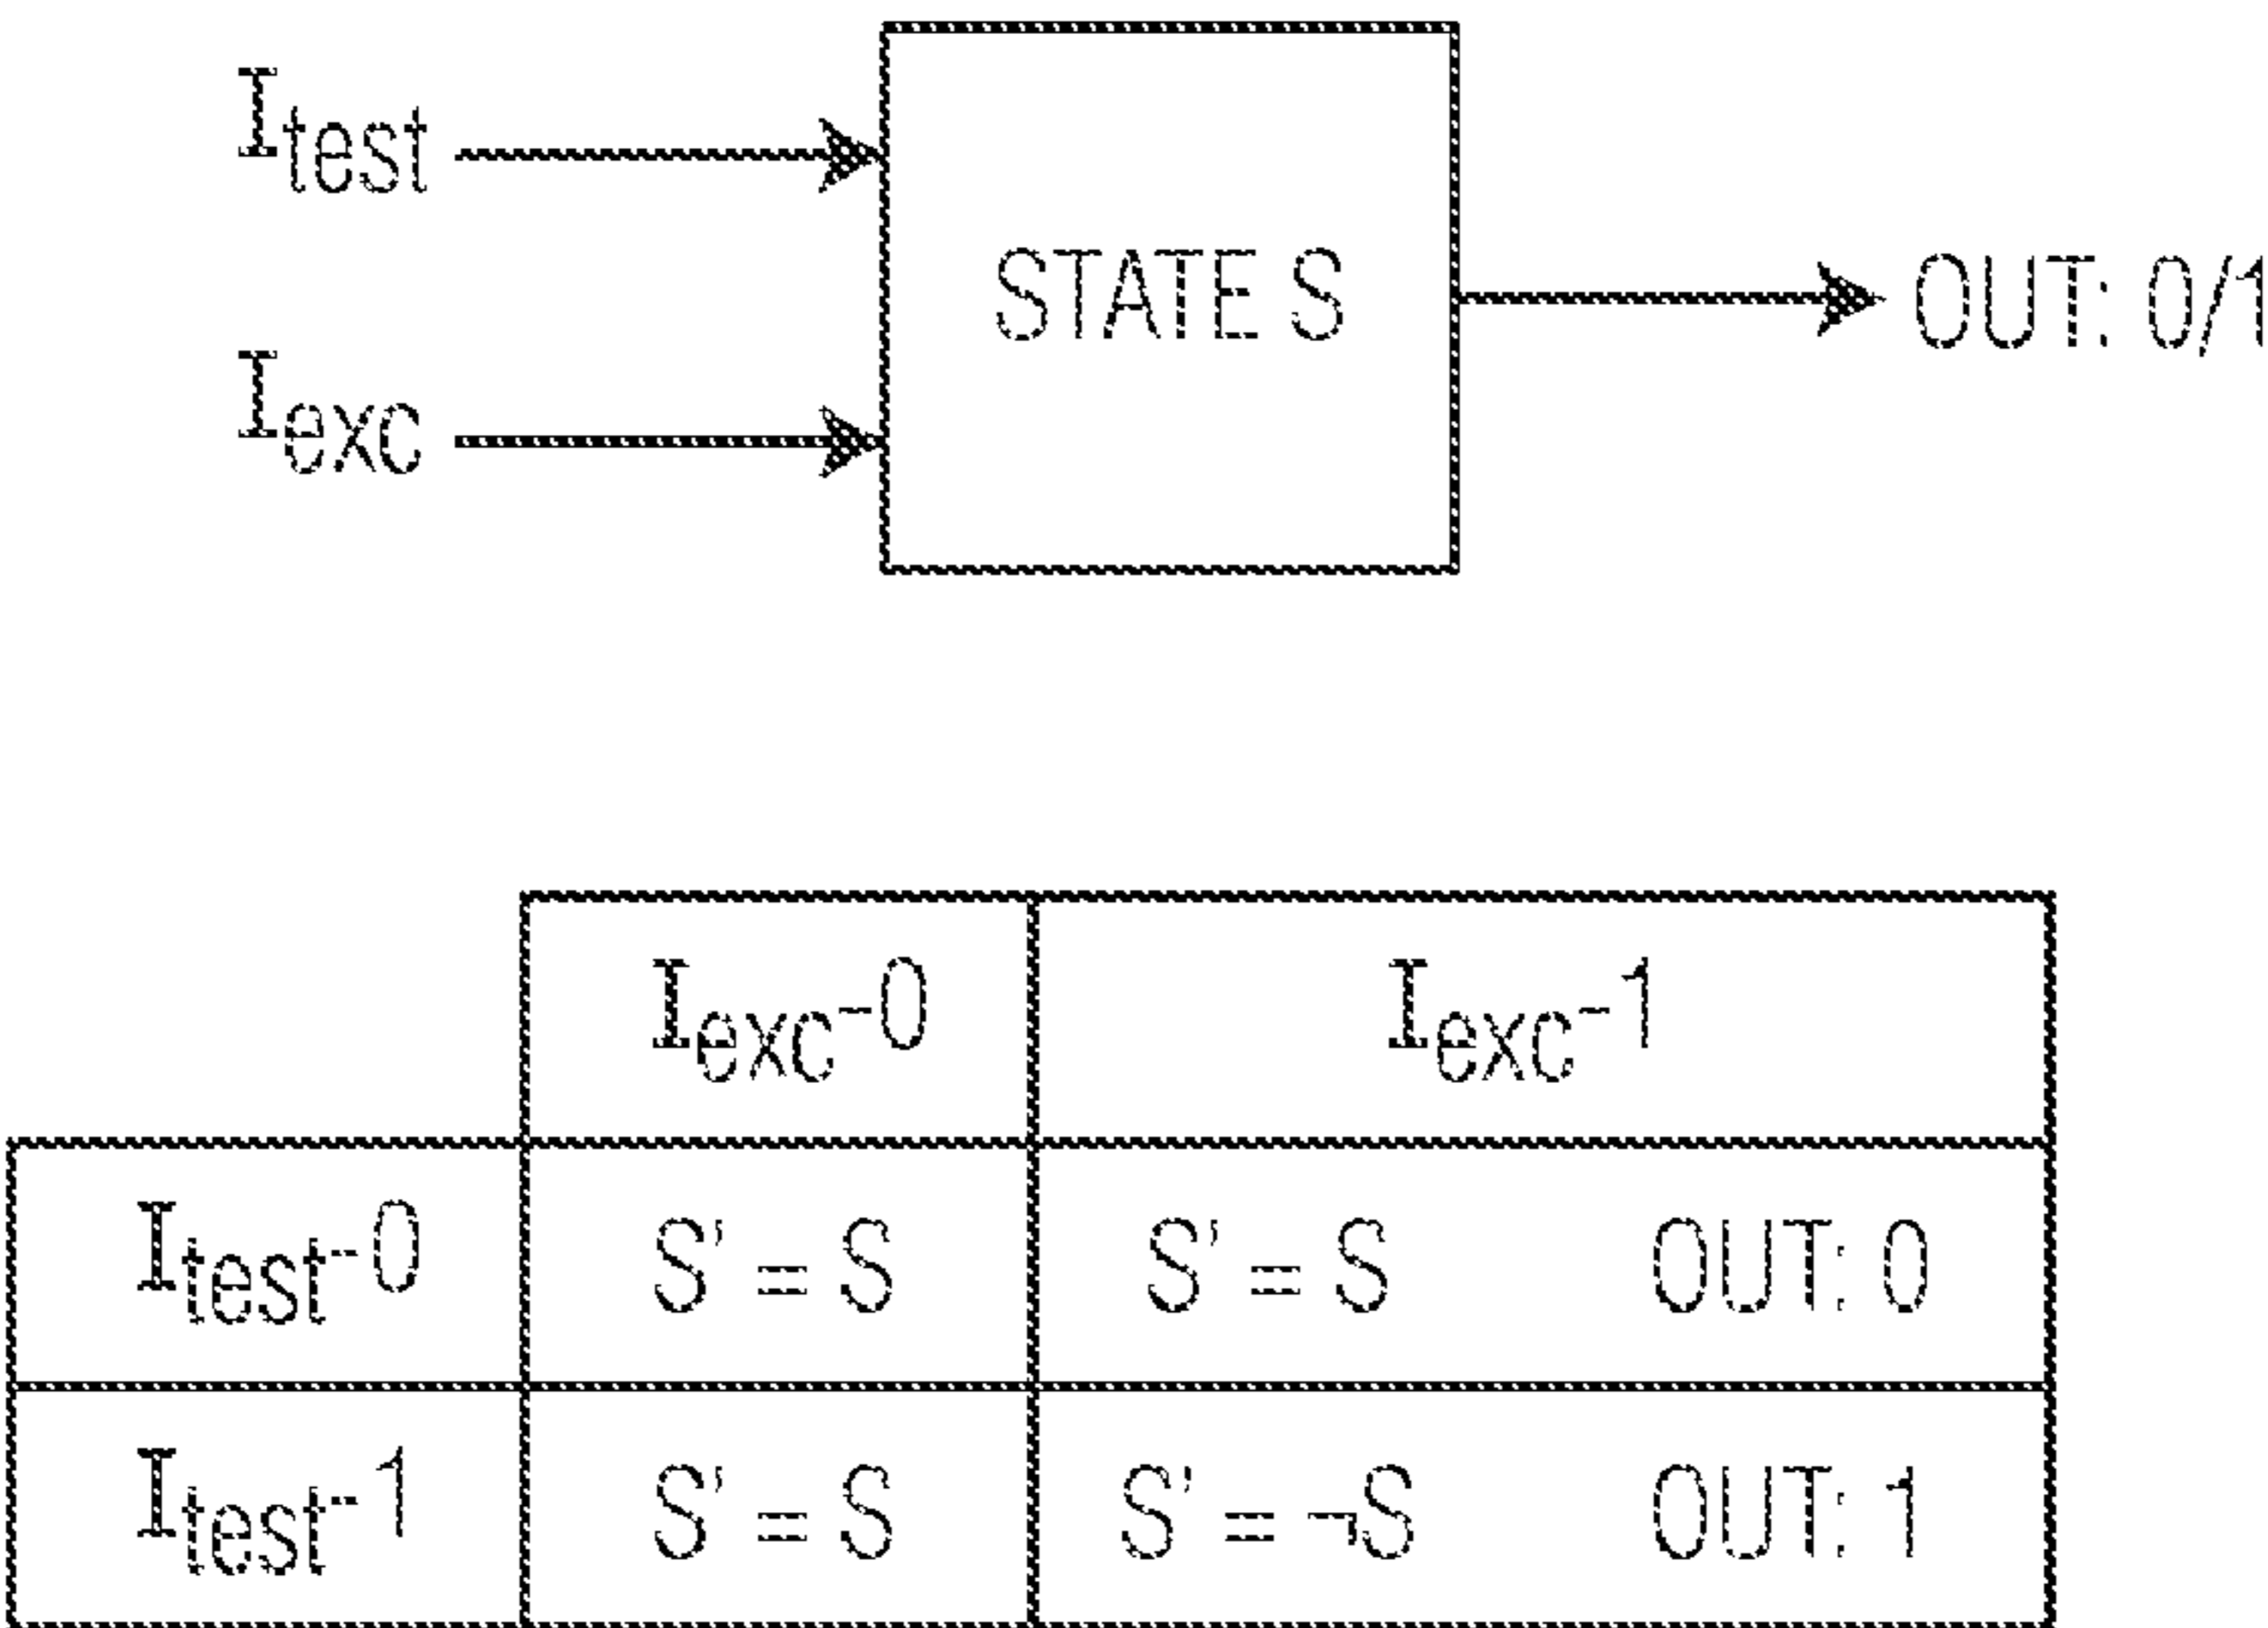 Itest
STATE S
OUT: 0/1
Iexc
Iexc-0 Iexc-1
Itest-0 S' = S S' = S OUT: 0
Itest-1 S' = S S' = ¬S OUT: 1